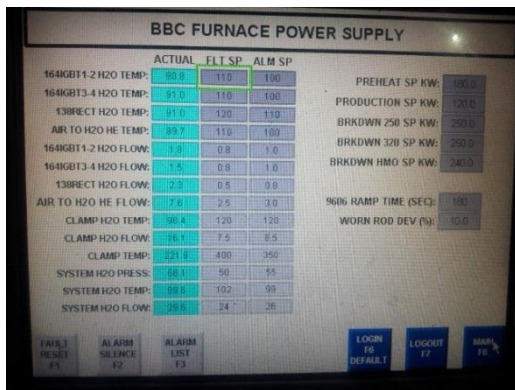 BBC FURNACE POWER SUPPLY
ACTUAL FLT SP ALM SP
164IGBT1-2 H2O TEMP: 90.8 110 100
164IGBT3-4 H2O TEMP: 91.0 110 100
138RECT H2O TEMP: 91.0 120 110
AIR TO H2O HE TEMP: 89.7 110 100
164IGBT1-2 H2O FLOW: 1.8 0.8 1.0
164IGBT3-4 H2O FLOW: 1.5 0.8 1.0
138RECT H2O FLOW: 2.3 0.5 0.8
AIR TO H2O HE FLOW: 7.6 2.5 3.0
CLAMP H2O TEMP: 96.4 120 120
CLAMP H2O FLOW: 16.1 7.5 8.5
CLAMP TEMP: 221.9 400 350
SYSTEM H2O PRESS: 68.1 50 55
SYSTEM H2O TEMP: 89.6 102 99
SYSTEM H2O FLOW: 29.6 24 26
PREHEAT SP KW: 180.0
PRODUCTION SP KW: 120.0
BRKDWN 250 SP KW: 250.0
BRKDWN 320 SP KW: 260.0
BRKDWN HMO SP KW: 240.0
9606 RAMP TIME (SEC): 180
WORN ROD DEV (%): 10.0
FAULT
RESET
F1
ALARM
SILENCE
F2
ALARM
LIST
F3
LOGIN
F6
DEFAULT
LOGOUT
F7
MAIN
F8